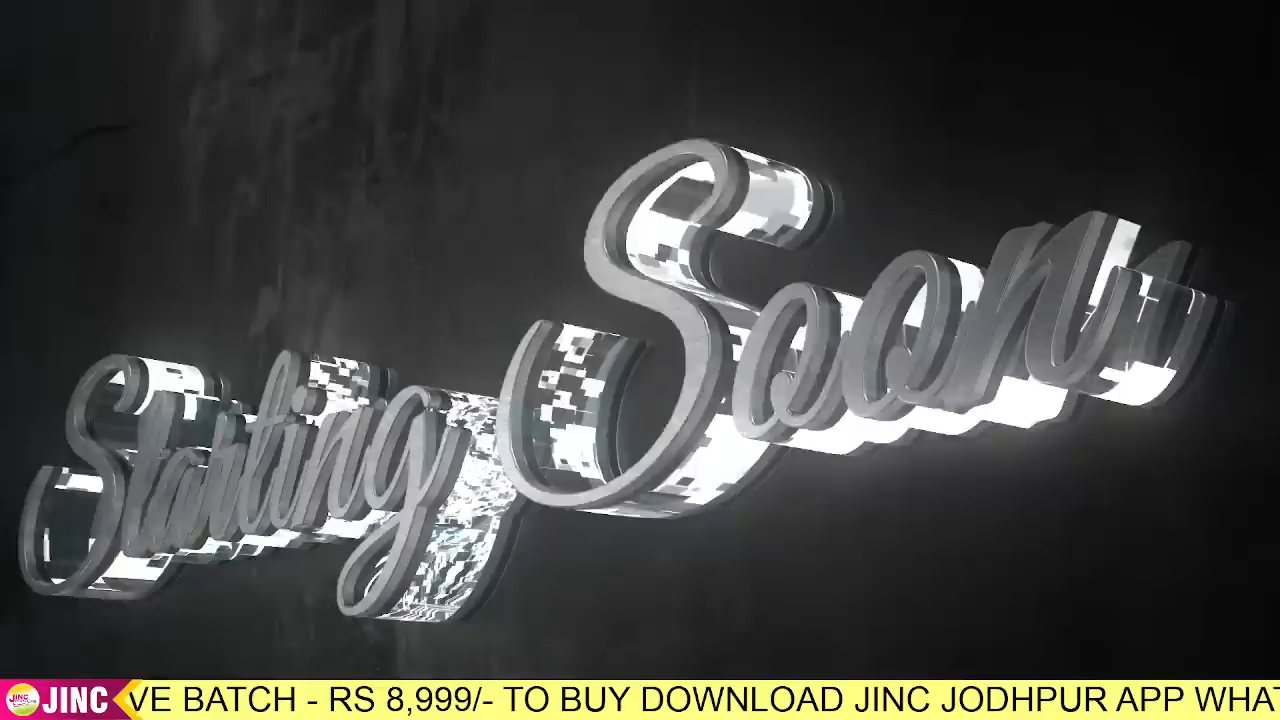 Starting Soon
JINC VE BATCH - RS 8,999/- TO BUY DOWNLOAD JINC JODHPUR APP WHAT